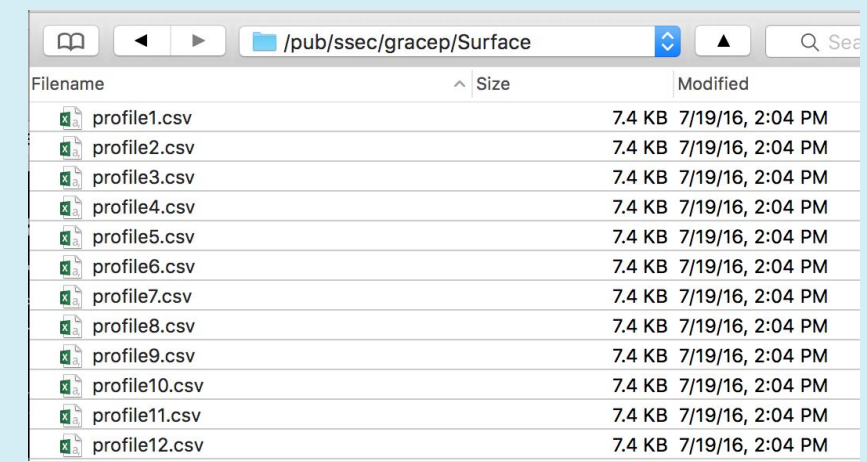 /pub/ssec/gracep/Surface Sea
Filename Size Modified
profile1.csv 7.4 KB 7/19/16, 2:04 PM
profile2.csv 7.4 KB 7/19/16, 2:04 PM
profile3.csv 7.4 KB 7/19/16, 2:04 PM
profile4.csv 7.4 KB 7/19/16, 2:04 PM
profile5.csv 7.4 KB 7/19/16, 2:04 PM
profile6.csv 7.4 KB 7/19/16, 2:04 PM
profile7.csv 7.4 KB 7/19/16, 2:04 PM
profile8.csv 7.4 KB 7/19/16, 2:04 PM
profile9.csv 7.4 KB 7/19/16, 2:04 PM
profile10.csv 7.4 KB 7/19/16, 2:04 PM
profile11.csv 7.4 KB 7/19/16, 2:04 PM
profile12.csv 7.4 KB 7/19/16, 2:04 PM